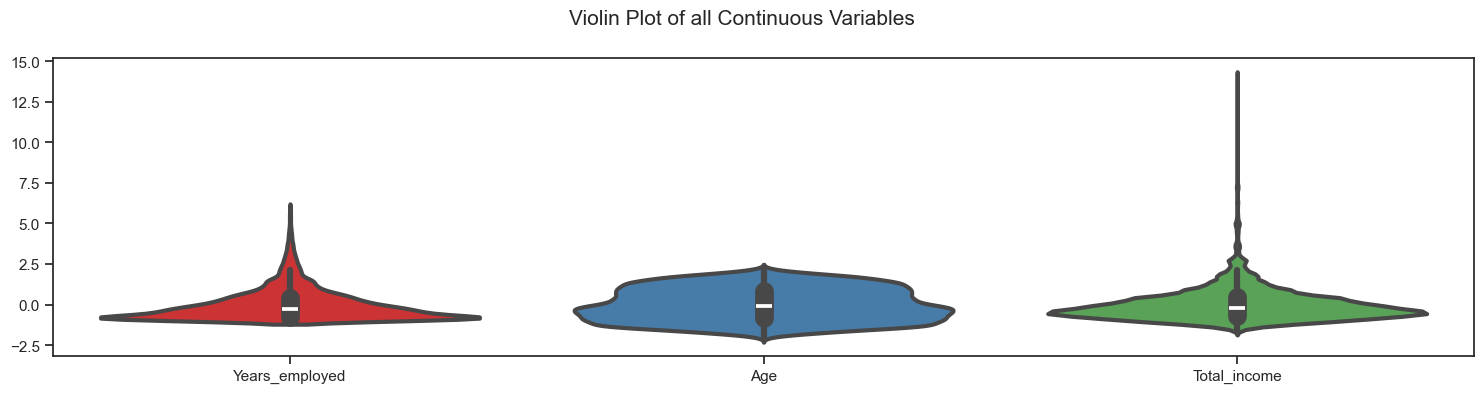 Violin Plot of all Continuous Variables
15.0
12.5
10.0
7.5
5.0
2.5
0.0
−2.5
Years_employed
Age
Total_income